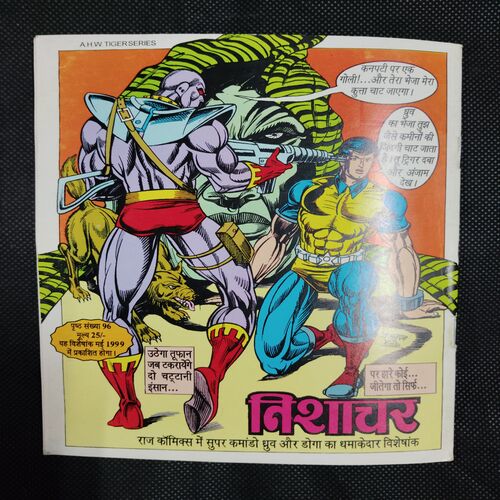 A.H.W TIGER SERIES
कनपटी पर एक
गोली!...और तेरा भेजा मेरा
कुत्ता चाट जाएगा।
ध्रुव
का भेजा तुझ
जैसे कमीनों की
जिंदगी चाट जाता
है। तू ट्रिगर दबा
और अंजाम
देख!
पृष्ठ संख्या 96
मूल्य 25/-
यह विशेषांक मई 1999
में प्रकाशित होगा।
उठेगा तूफान
जब टकरायेंगे
दो चट्टानी
इंसान...
पर हारे कोई...
जीतेगा तो सिर्फ...
निशाचर
राज कॉमिक्स में सुपर कमांडो ध्रुव और डोगा का धमाकेदार विशेषांक